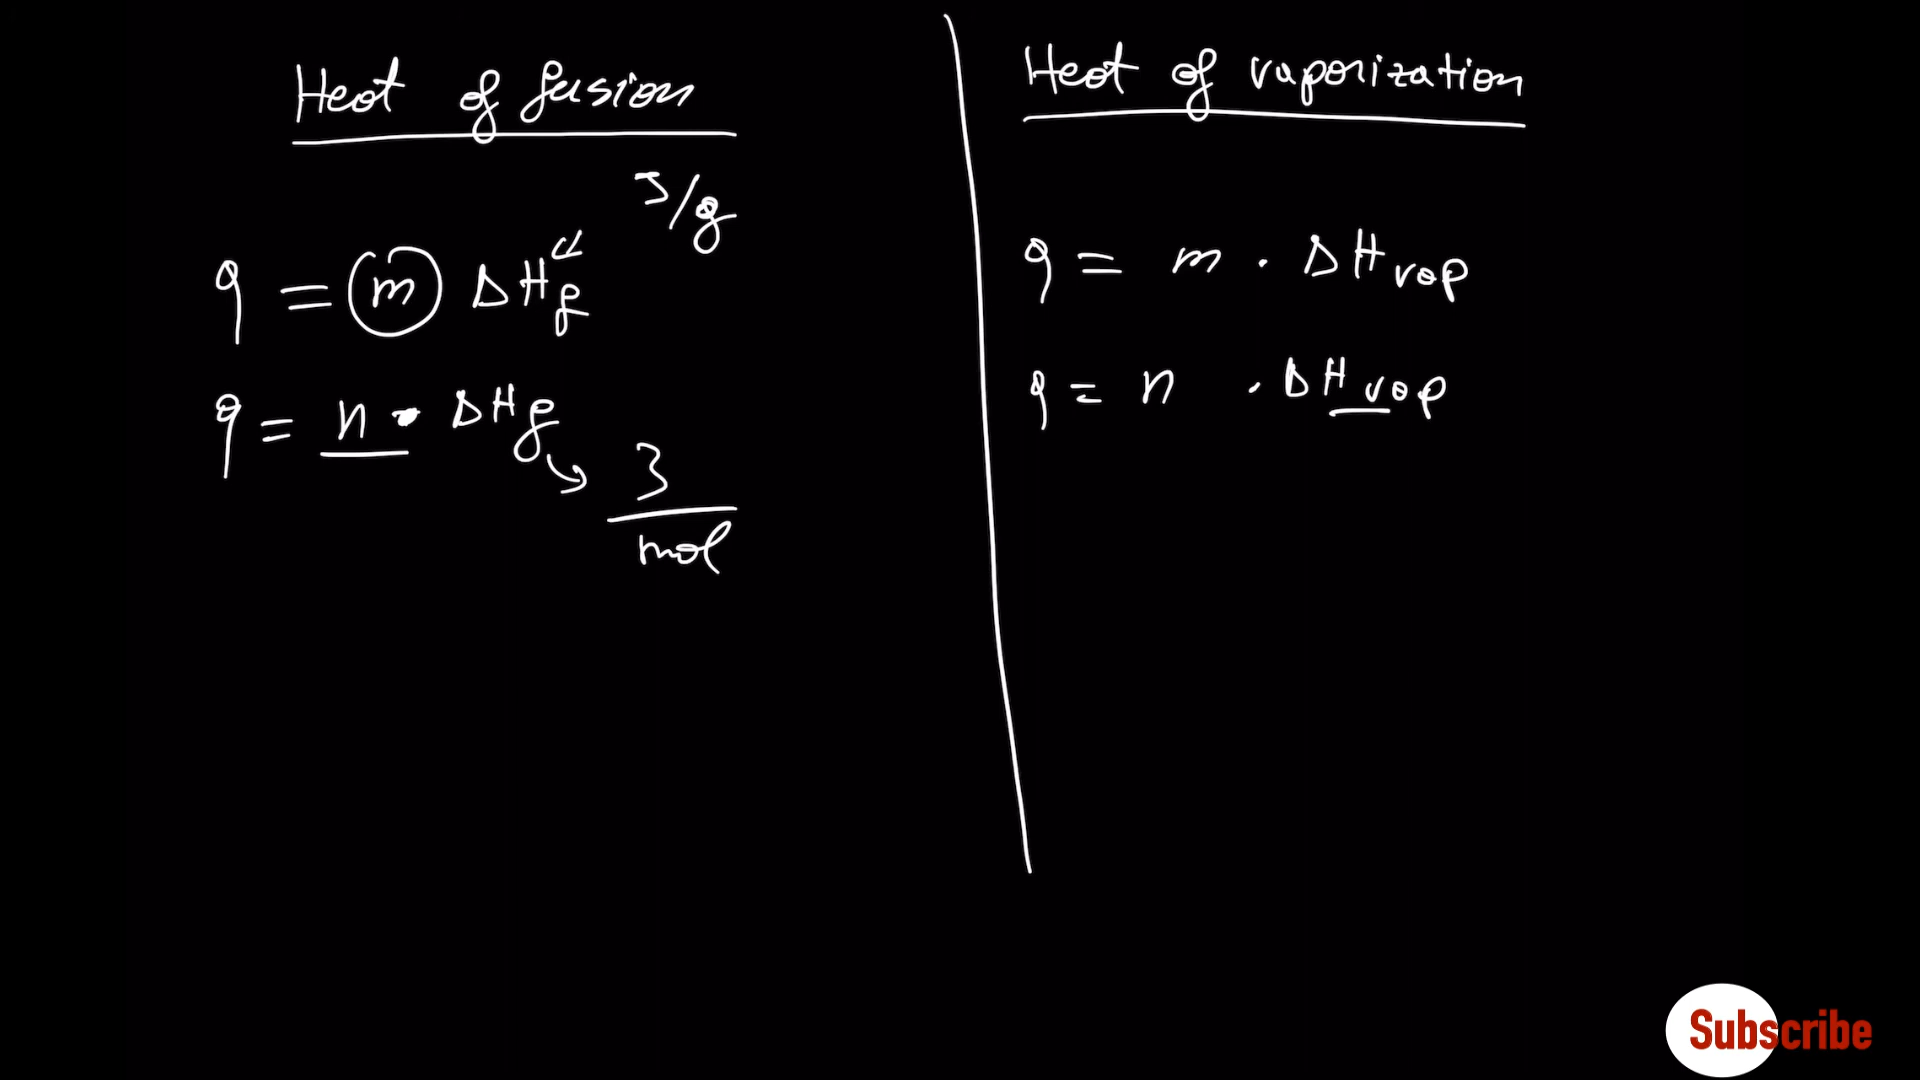 Heat of fusion
J/g
q = m ΔHf
q = n · ΔHf
J
mol
Heat of vaporization
q = m · ΔHvap
q = n · ΔHvap
Subscribe